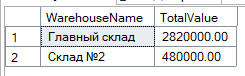 WarehouseName TotalValue
1 Главный склад 2820000.00
2 Склад №2 480000.00